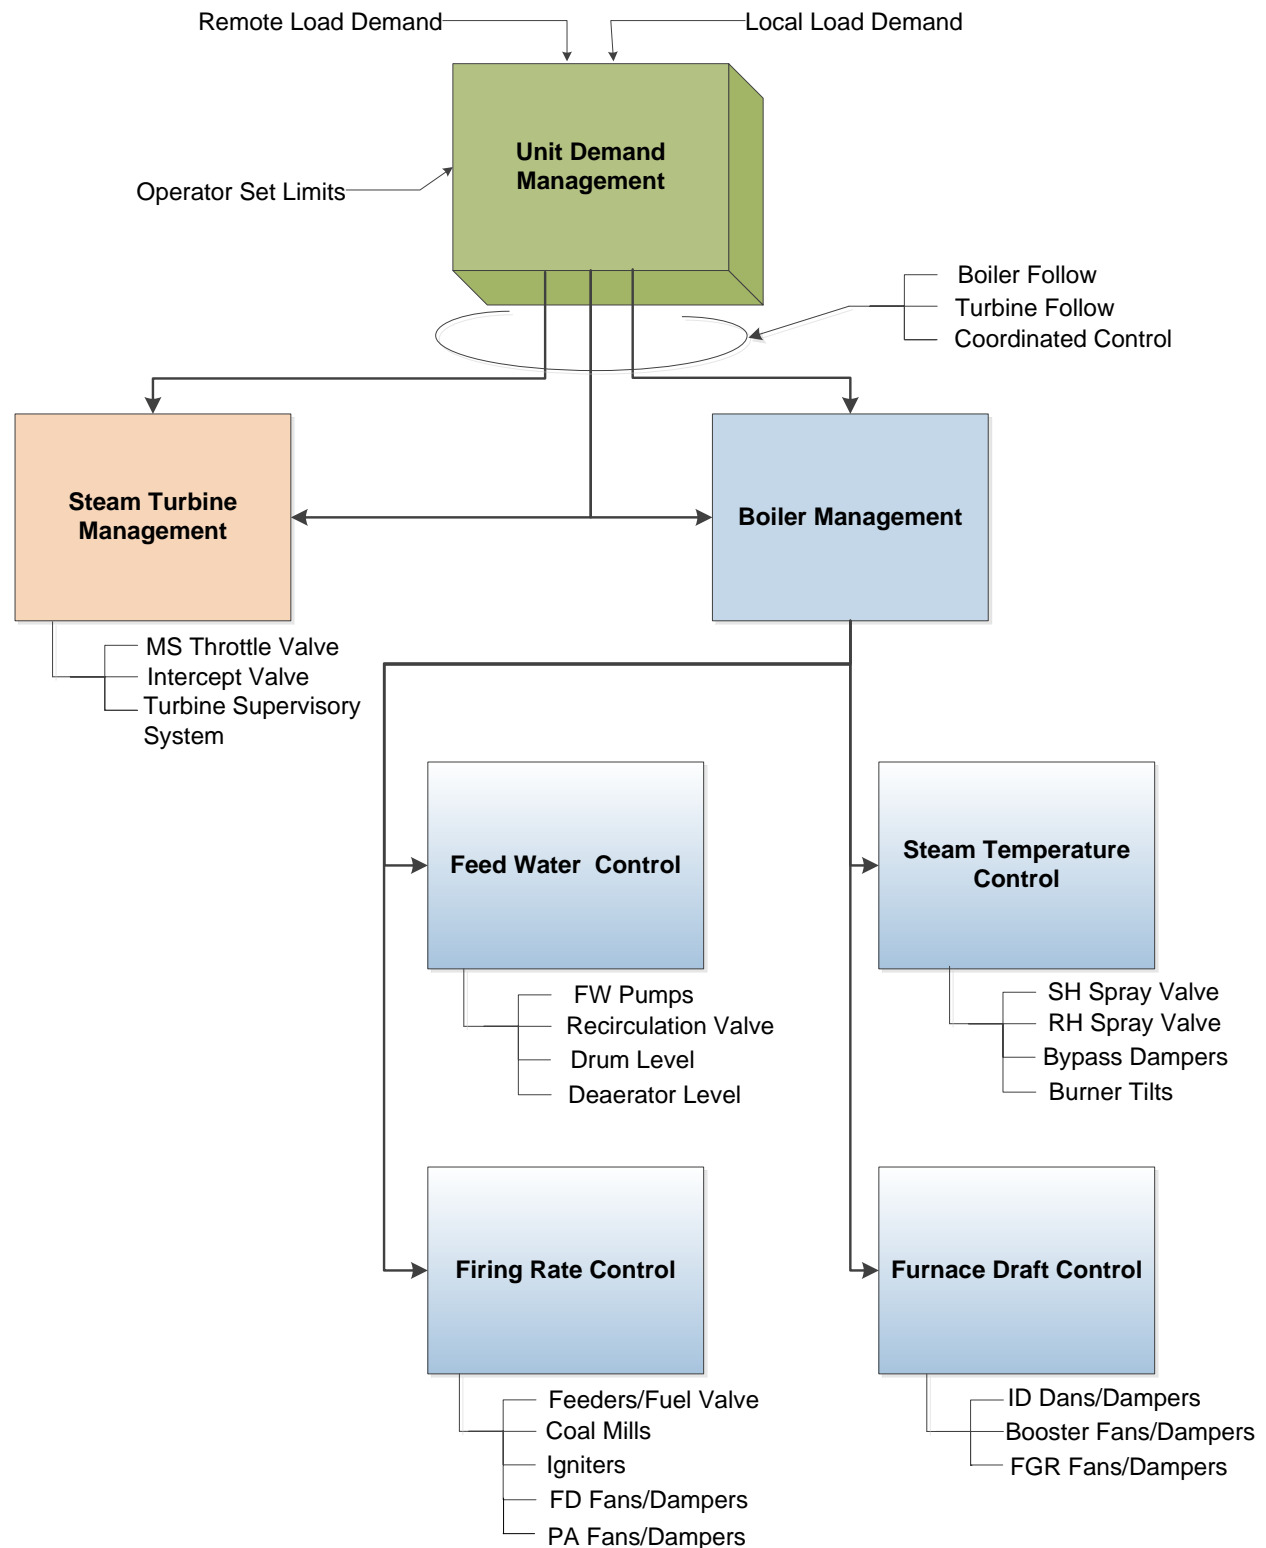 Remote Load Demand
Local Load Demand
Unit Demand
Management
Operator Set Limits
Boiler Follow
Turbine Follow
Coordinated Control
Steam Turbine
Management
Boiler Management
MS Throttle Valve
Intercept Valve
Turbine Supervisory
System
Feed Water  Control
Steam Temperature
Control
FW Pumps
Recirculation Valve
Drum Level
Deaerator Level
SH Spray Valve
RH Spray Valve
Bypass Dampers
Burner Tilts
Firing Rate Control
Furnace Draft Control
Feeders/Fuel Valve
Coal Mills
Igniters
FD Fans/Dampers
PA Fans/Dampers
ID Dans/Dampers
Booster Fans/Dampers
FGR Fans/Dampers